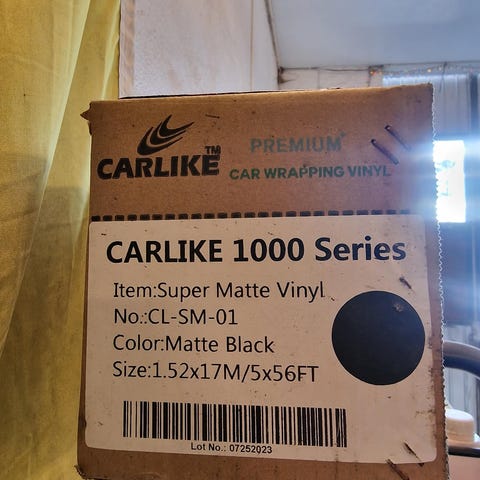 CARLIKE™
PREMIUM
CAR WRAPPING VINYL
CARLIKE 1000 Series
Item:Super Matte Vinyl
No.:CL-SM-01
Color:Matte Black
Size:1.52x17M/5x56FT
Lot No.: 07252023